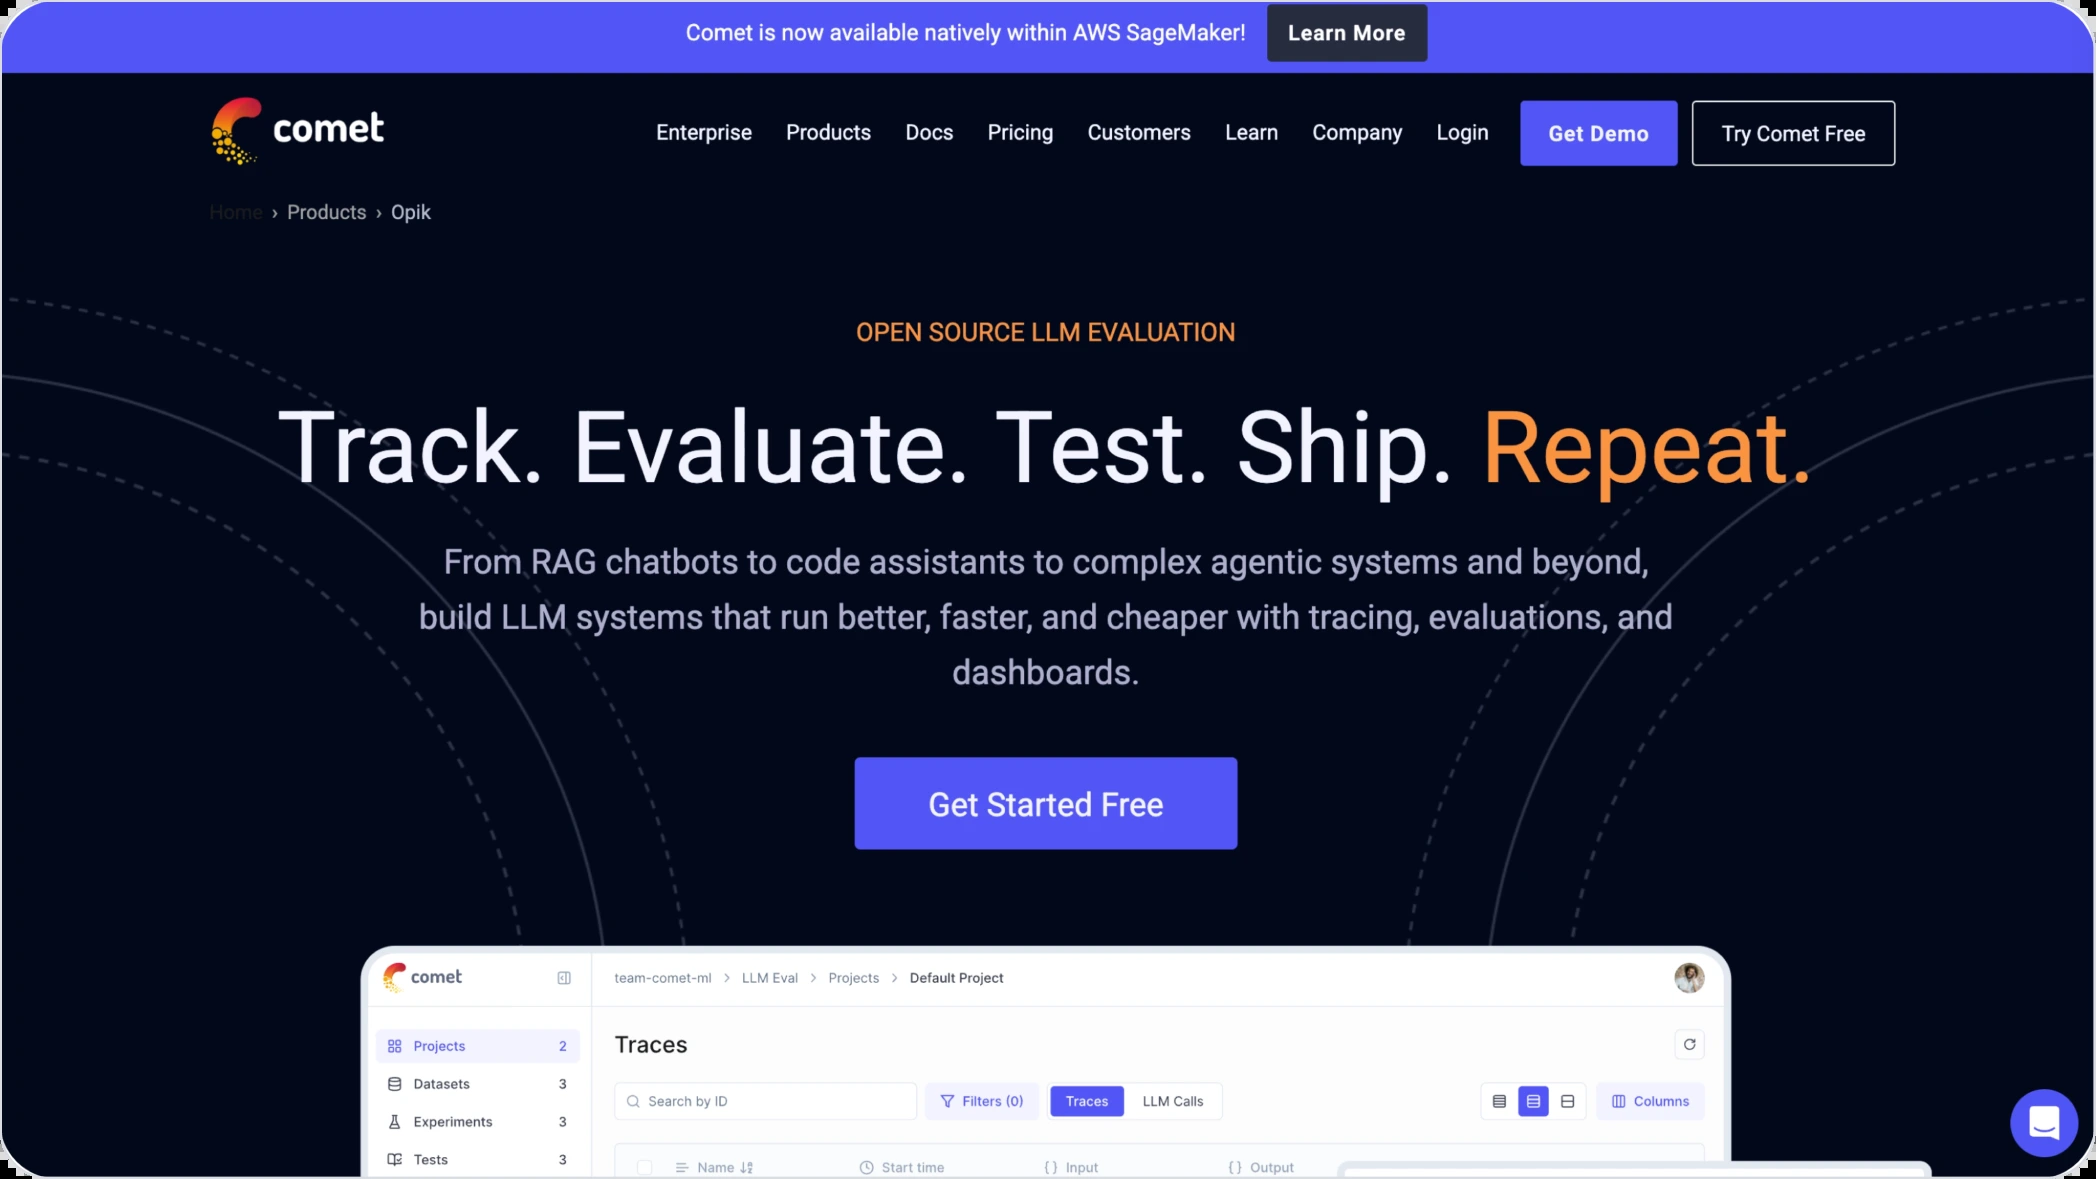 Comet is now available natively within AWS SageMaker! Learn More
comet Enterprise Products Docs Pricing Customers Learn Company Login Get Demo Try Comet Free
Home › Products › Opik
OPEN SOURCE LLM EVALUATION
Track. Evaluate. Test. Ship. Repeat.
From RAG chatbots to code assistants to complex agentic systems and beyond,
build LLM systems that run better, faster, and cheaper with tracing, evaluations, and
dashboards.
Get Started Free
comet team-comet-ml > LLM Eval > Projects > Default Project
Traces
Projects 2
Datasets 3
Search by ID Filters (0) Traces LLM Calls Columns
Experiments 3
Tests 3
Name Start time {} Input {} Output